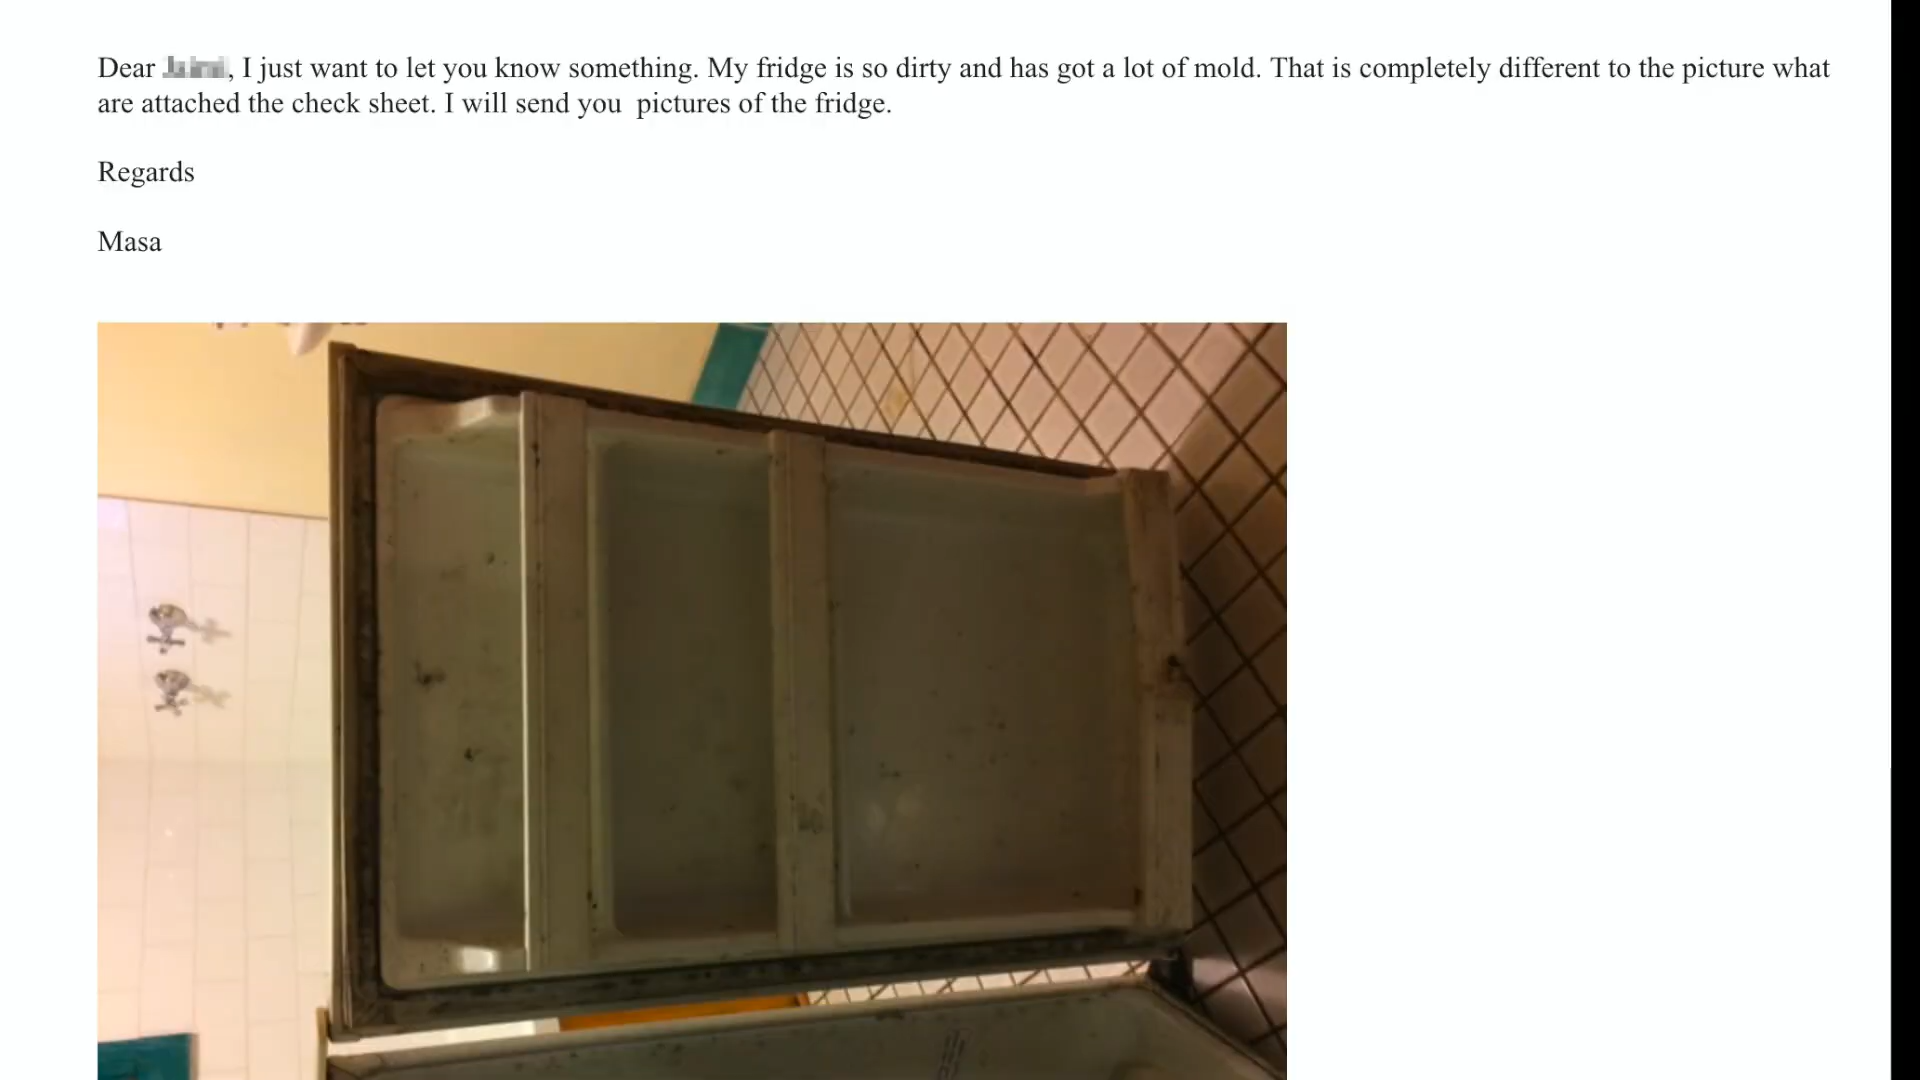 Dear , I just want to let you know something. My fridge is so dirty and has got a lot of mold. That is completely different to the picture what
are attached the check sheet. I will send you  pictures of the fridge.
Regards
Masa